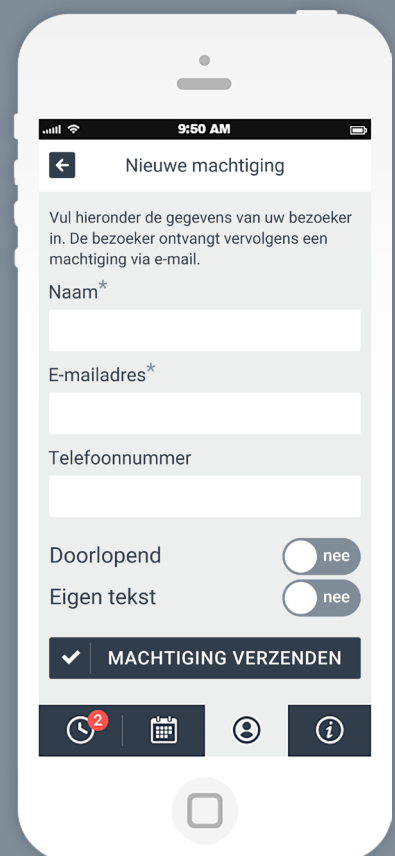 9:50 AM
Nieuwe machtiging
Vul hieronder de gegevens van uw bezoeker
in. De bezoeker ontvangt vervolgens een
machtiging via e-mail.
Naam*
E-mailadres*
Telefoonnummer
Doorlopend nee
Eigen tekst nee
MACHTIGING VERZENDEN
2
i